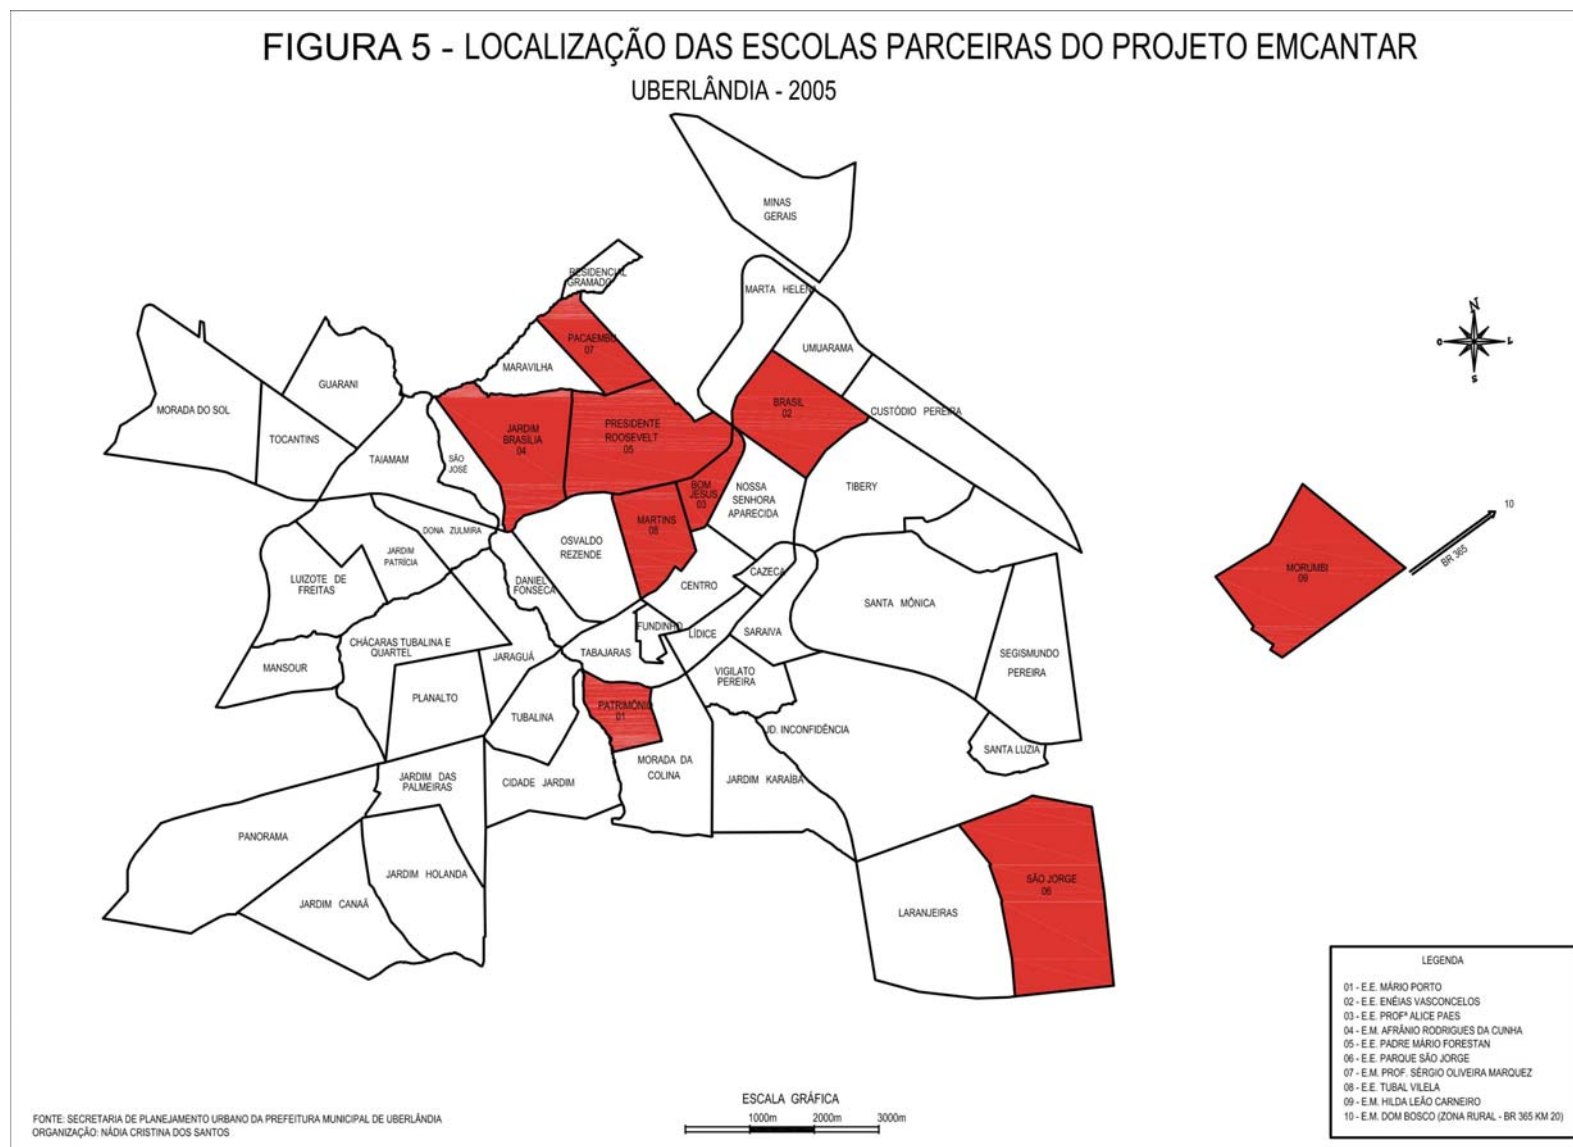 FIGURA 5 - LOCALIZAÇÃO DAS ESCOLAS PARCEIRAS DO PROJETO EMCANTAR
UBERLÂNDIA - 2005
MINAS
GERAIS
RESIDENCIAL
GRAMADO
MARTA HELENA
N
O
L
S
PACAEMBU
07
UMUARAMA
MARAVILHA
GUARANI
MORADA DO SOL
BRASIL
02
CUSTÓDIO PEREIRA
TOCANTINS
JARDIM
BRASÍLIA
04
PRESIDENTE
ROOSEVELT
05
TAIAMAM
SÃO
JOSÉ
BOM
JESUS
03
NOSSA
SENHORA
APARECIDA
TIBERY
10
BR 365
MARTINS
08
DONA ZULMIRA
OSVALDO
REZENDE
JARDIM
PATRÍCIA
LUIZOTE DE
FREITAS
DANIEL
FONSECA
CENTRO
CAZECA
MORUMBI
09
SANTA MÔNICA
FUNDINHO
LÍDICE
SARAIVA
CHÁCARAS TUBALINA E
QUARTEL
JARAGUÁ
TABAJARAS
SEGISMUNDO
PEREIRA
MANSOUR
VIGILATO
PEREIRA
PLANALTO
PATRIMÔNIO
01
TUBALINA
JD. INCONFIDÊNCIA
SANTA LUZIA
MORADA DA
COLINA
JARDIM DAS
PALMEIRAS
CIDADE JARDIM
JARDIM KARAÍBA
PANORAMA
JARDIM HOLANDA
SÃO JORGE
06
JARDIM CANAÃ
LARANJEIRAS
LEGENDA
01 - E.E. MÁRIO PORTO
02 - E.E. ENÉIAS VASCONCELOS
03 - E.E. PROFª ALICE PAES
04 - E.M. AFRÂNIO RODRIGUES DA CUNHA
05 - E.E. PADRE MÁRIO FORESTAN
06 - E.E. PARQUE SÃO JORGE
07 - E.M. PROF. SÉRGIO OLIVEIRA MARQUEZ
08 - E.E. TUBAL VILELA
09 - E.M. HILDA LEÃO CARNEIRO
10 - E.M. DOM BOSCO (ZONA RURAL - BR 365 KM 20)
ESCALA GRÁFICA
1000m 2000m 3000m
FONTE: SECRETARIA DE PLANEJAMENTO URBANO DA PREFEITURA MUNICIPAL DE UBERLÂNDIA
ORGANIZAÇÃO: NÁDIA CRISTINA DOS SANTOS